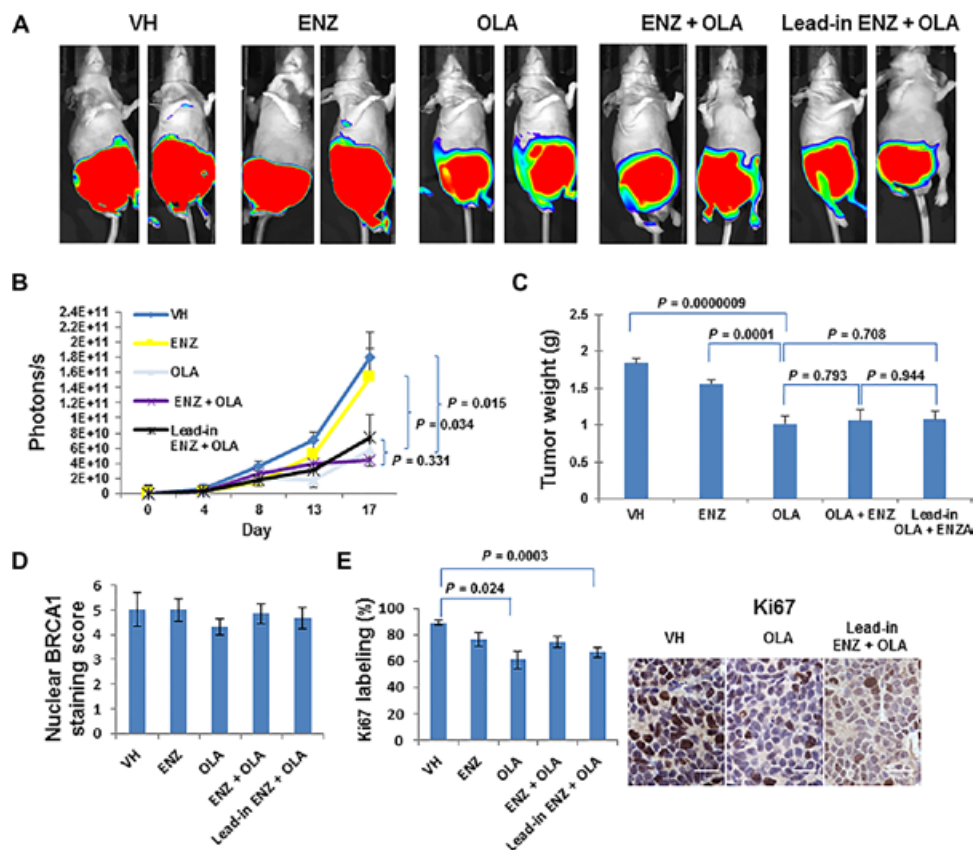 A
VH
ENZ
OLA
ENZ + OLA
Lead-in ENZ + OLA
B
2.4E+11
2.2E+11
2E+11
1.8E+11
1.6E+11
1.4E+11
1.2E+11
1E+11
8E+10
6E+10
4E+10
2E+10
0
Photons/s
VH
ENZ
OLA
ENZ + OLA
Lead-in
ENZ + OLA
P = 0.015
P = 0.034
P = 0.331
0 4 8 13 17
Day
C
P = 0.0000009
P = 0.0001
P = 0.708
P = 0.793
P = 0.944
Tumor weight (g)
2.5
2
1.5
1
0.5
0
VH
ENZ
OLA
OLA + ENZ
Lead-in
OLA + ENZA
D
Nuclear BRCA1
staining score
6
5
4
3
2
1
0
VH
ENZ
OLA
ENZ + OLA
Lead-in ENZ + OLA
E
P = 0.0003
P = 0.024
Ki67 labeling (%)
100
80
60
40
20
0
VH
ENZ
OLA
ENZ + OLA
Lead-in ENZ + OLA
Ki67
VH
OLA
Lead-in
ENZ + OLA